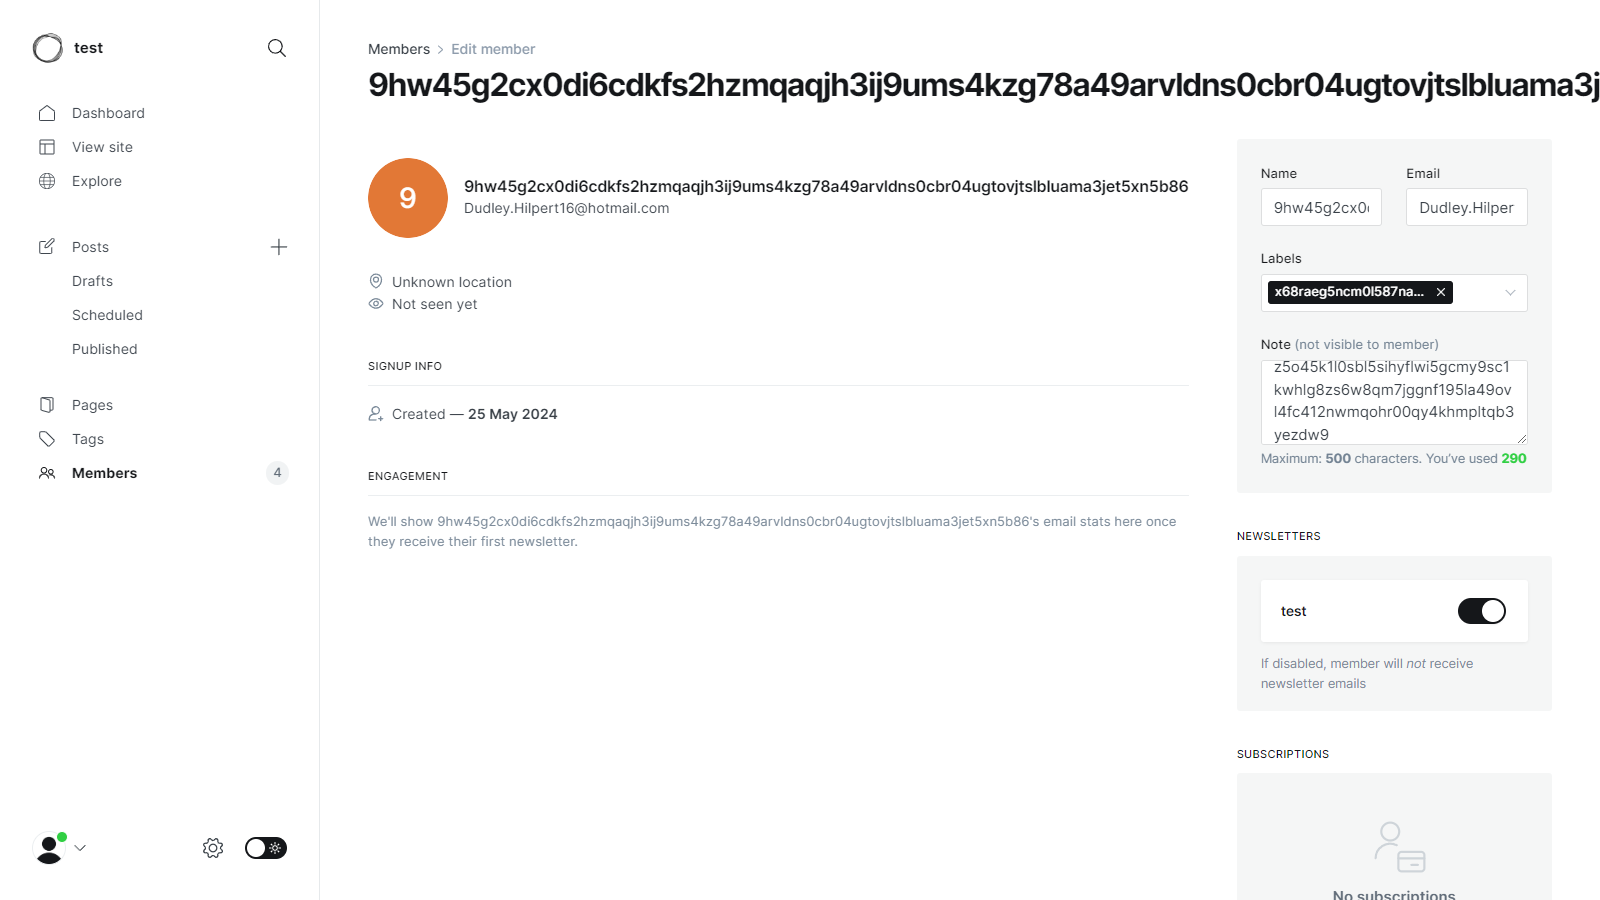 test
Dashboard
View site
Explore
Posts
Drafts
Scheduled
Published
Pages
Tags
Members 4
Members > Edit member
9hw45g2cx0di6cdkfs2hzmqaqjh3ij9ums4kzg78a49arvldns0cbr04ugtovjtslbluama3j
9
9hw45g2cx0di6cdkfs2hzmqaqjh3ij9ums4kzg78a49arvldns0cbr04ugtovjtslbluama3jet5xn5b86
Dudley.Hilpert16@hotmail.com
Unknown location
Not seen yet
SIGNUP INFO
Created — 25 May 2024
ENGAGEMENT
We'll show 9hw45g2cx0di6cdkfs2hzmqaqjh3ij9ums4kzg78a49arvldns0cbr04ugtovjtslbluama3jet5xn5b86's email stats here once
they receive their first newsletter.
Name Email
9hw45g2cx0 Dudley.Hilper
Labels
x68raeg5ncm0l587na...
Note (not visible to member)
z5o45k1l0sbl5sihyflwi5gcmy9sc1
kwhlg8zs6w8qm7jggnf195la49ov
l4fc412nwmqohr00qy4khmpltqb3
yezdw9
Maximum: 500 characters. You've used 290
NEWSLETTERS
test
If disabled, member will not receive
newsletter emails
SUBSCRIPTIONS
No subscriptions